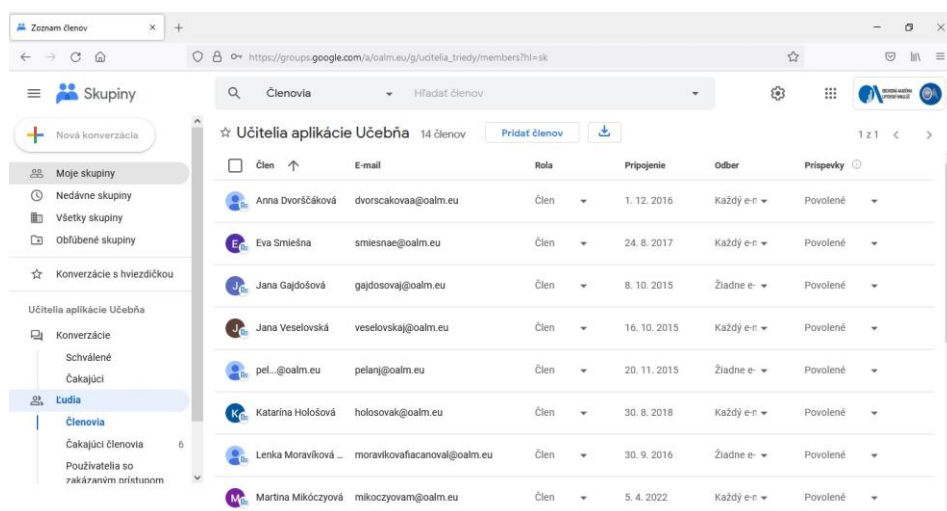 Zoznam členov
https://groups.google.com/a/oalm.eu/g/ucitelia_triedy/members?hl=sk
Skupiny
Členovia
Hľadať členov
Nová konverzácia
Moje skupiny
Nedávne skupiny
Všetky skupiny
Obľúbené skupiny
Konverzácie s hviezdičkou
Učitelia aplikácie Učebňa
Konverzácie
Schválené
Čakajúci
Ľudia
Členovia
Čakajúci členovia 6
Používatelia so
zakázaným prístupom
Učitelia aplikácie Učebňa 14 členov Pridať členov 1 z 1
Člen E-mail Rola Pripojenie Odber Príspevky
Anna Dvorščáková dvorscakovaa@oalm.eu Člen 1. 12. 2016 Každý e-n Povolené
E Eva Smiešna smiesnae@oalm.eu Člen 24. 8. 2017 Každý e-n Povolené
J Jana Gajdošová gajdosovaj@oalm.eu Člen 8. 10. 2015 Žiadne e- Povolené
J Jana Veselovská veselovskaj@oalm.eu Člen 16. 10. 2015 Každý e-n Povolené
pel...@oalm.eu pelanj@oalm.eu Člen 20. 11. 2015 Žiadne e- Povolené
K Katarína Hološová holosovak@oalm.eu Člen 30. 8. 2018 Každý e-n Povolené
Lenka Moravíková ... moravikovafiacanoval@oalm.eu Člen 30. 9. 2016 Žiadne e- Povolené
M Martina Mikóczyová mikoczyovam@oalm.eu Člen 5. 4. 2022 Každý e-n Povolené